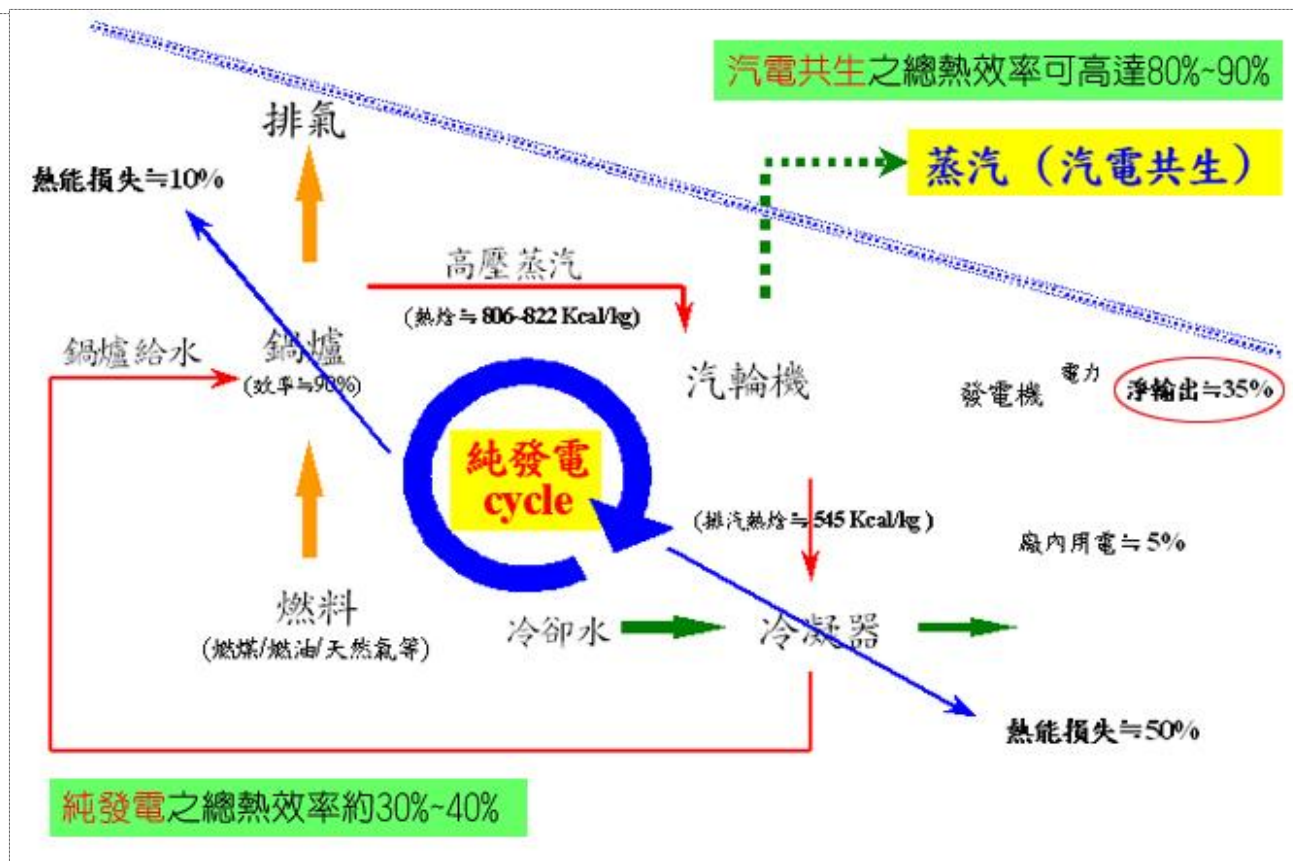 汽電共生之總熱效率可高達80%~90%
排氣
蒸汽（汽電共生）
熱能損失≒10%
高壓蒸汽
(熱焓≒806~822 Kcal/kg)
鍋爐給水
鍋爐
(效率≒90%)
汽輪機
發電機
電力
淨輸出≒35%
純發電
cycle
(排汽熱焓≒545 Kcal/kg )
廠內用電≒5%
燃料
(燃煤/燃油/天然氣等)
冷卻水
冷凝器
熱能損失≒50%
純發電之總熱效率約30%~40%